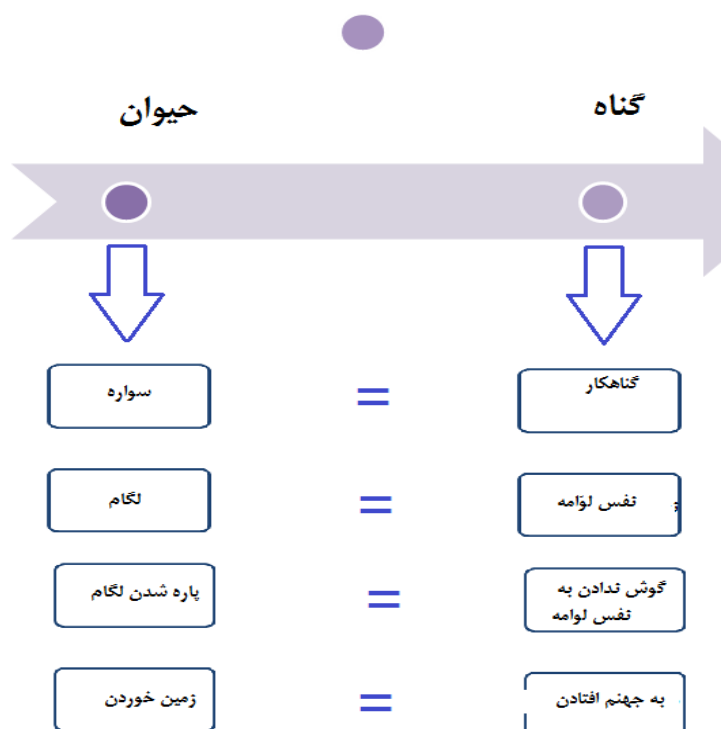 گناه
حیوان
گناهکار
=
سواره
نفس لوّامه
=
لگام
گوش ندادن به
نفس لوامه
=
پاره شدن لگام
به جهنم افتادن
=
زمین خوردن